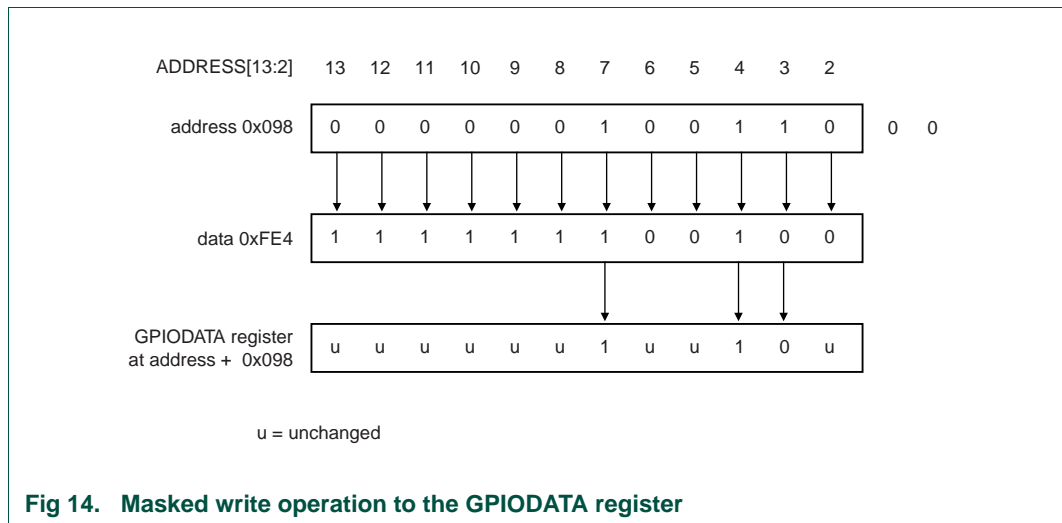 ADDRESS[13:2] 13 12 11 10 9 8 7 6 5 4 3 2
address 0x098 0 0 0 0 0 0 1 0 0 1 1 0 0 0
data 0xFE4 1 1 1 1 1 1 1 0 0 1 0 0
GPIODATA register
at address + 0x098 u u u u u u 1 u u 1 0 u
u = unchanged
Fig 14. Masked write operation to the GPIODATA register